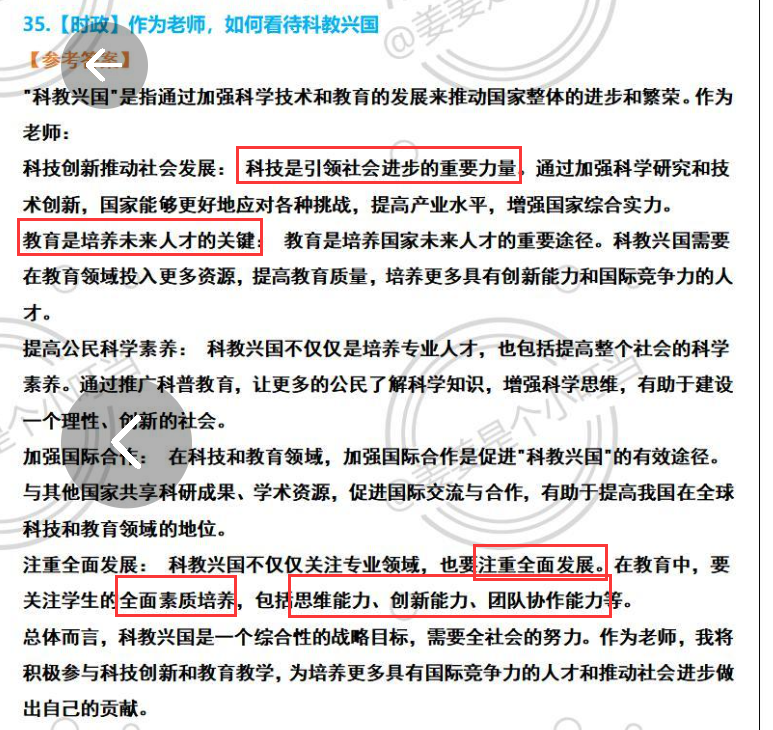 35.【时政】作为老师，如何看待科教兴国
【参考答案】
"科教兴国"是指通过加强科学技术和教育的发展来推动国家整体的进步和繁荣。作为
老师：
科技创新推动社会发展： 科技是引领社会进步的重要力量。通过加强科学研究和技
术创新，国家能够更好地应对各种挑战，提高产业水平，增强国家综合实力。
教育是培养未来人才的关键： 教育是培养国家未来人才的重要途径。科教兴国需要
在教育领域投入更多资源，提高教育质量，培养更多具有创新能力和国际竞争力的人
才。
提高公民科学素养： 科教兴国不仅仅是培养专业人才，也包括提高整个社会的科学
素养。通过推广科普教育，让更多的公民了解科学知识，增强科学思维，有助于建设
一个理性、创新的社会。
加强国际合作： 在科技和教育领域，加强国际合作是促进"科教兴国"的有效途径。
与其他国家共享科研成果、学术资源，促进国际交流与合作，有助于提高我国在全球
科技和教育领域的地位。
注重全面发展： 科教兴国不仅仅关注专业领域，也要注重全面发展。在教育中，要
关注学生的全面素质培养，包括思维能力、创新能力、团队协作能力等。
总体而言，科教兴国是一个综合性的战略目标，需要全社会的努力。作为老师，我将
积极参与科技创新和教育教学，为培养更多具有国际竞争力的人才和推动社会进步做
出自己的贡献。
@姜姜是个小叮当